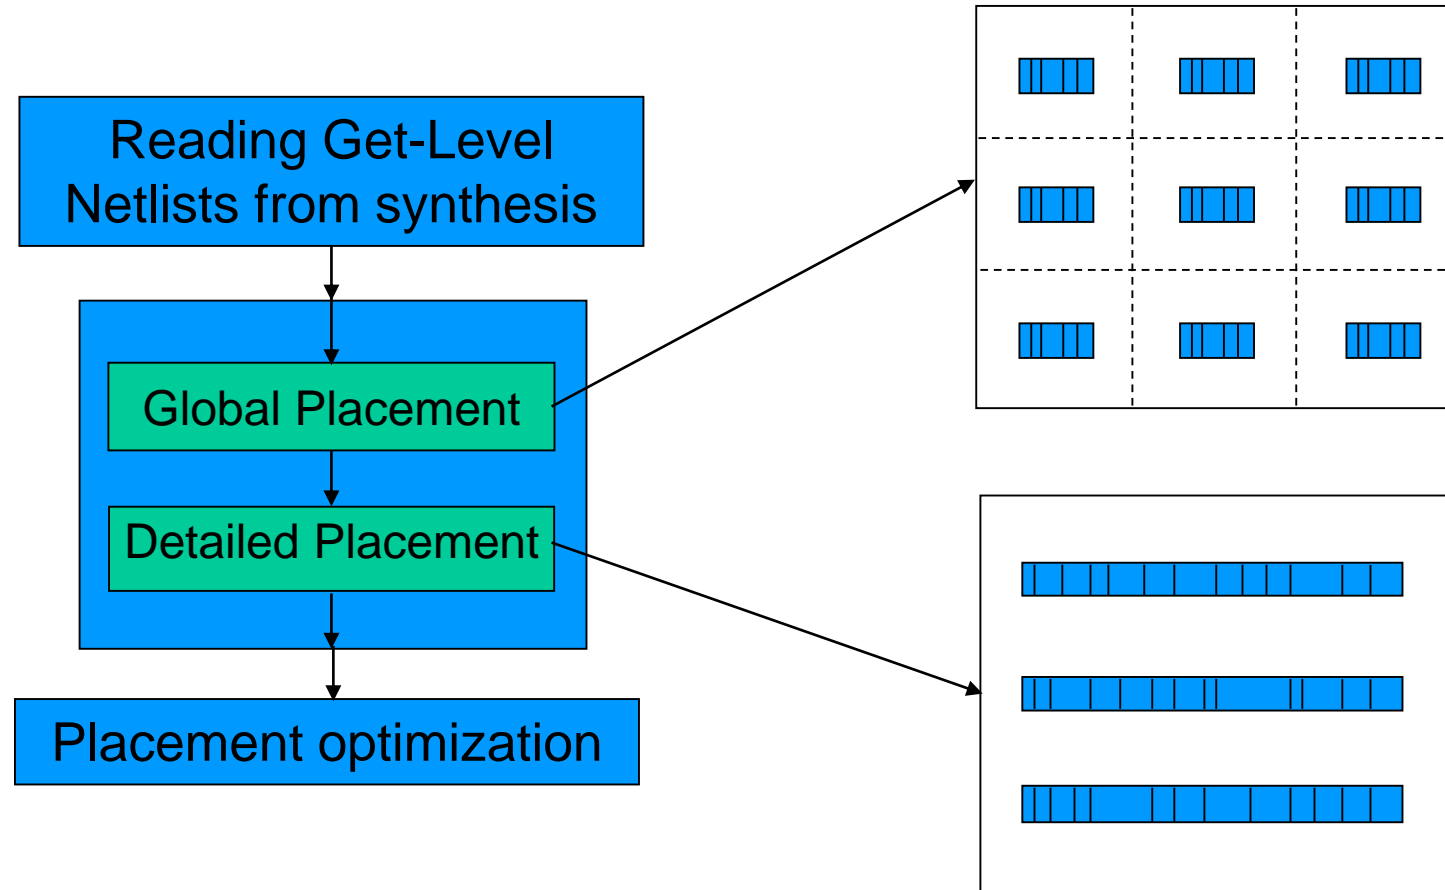 Reading Get-Level
Netlists from synthesis
Global Placement
Detailed Placement
Placement optimization